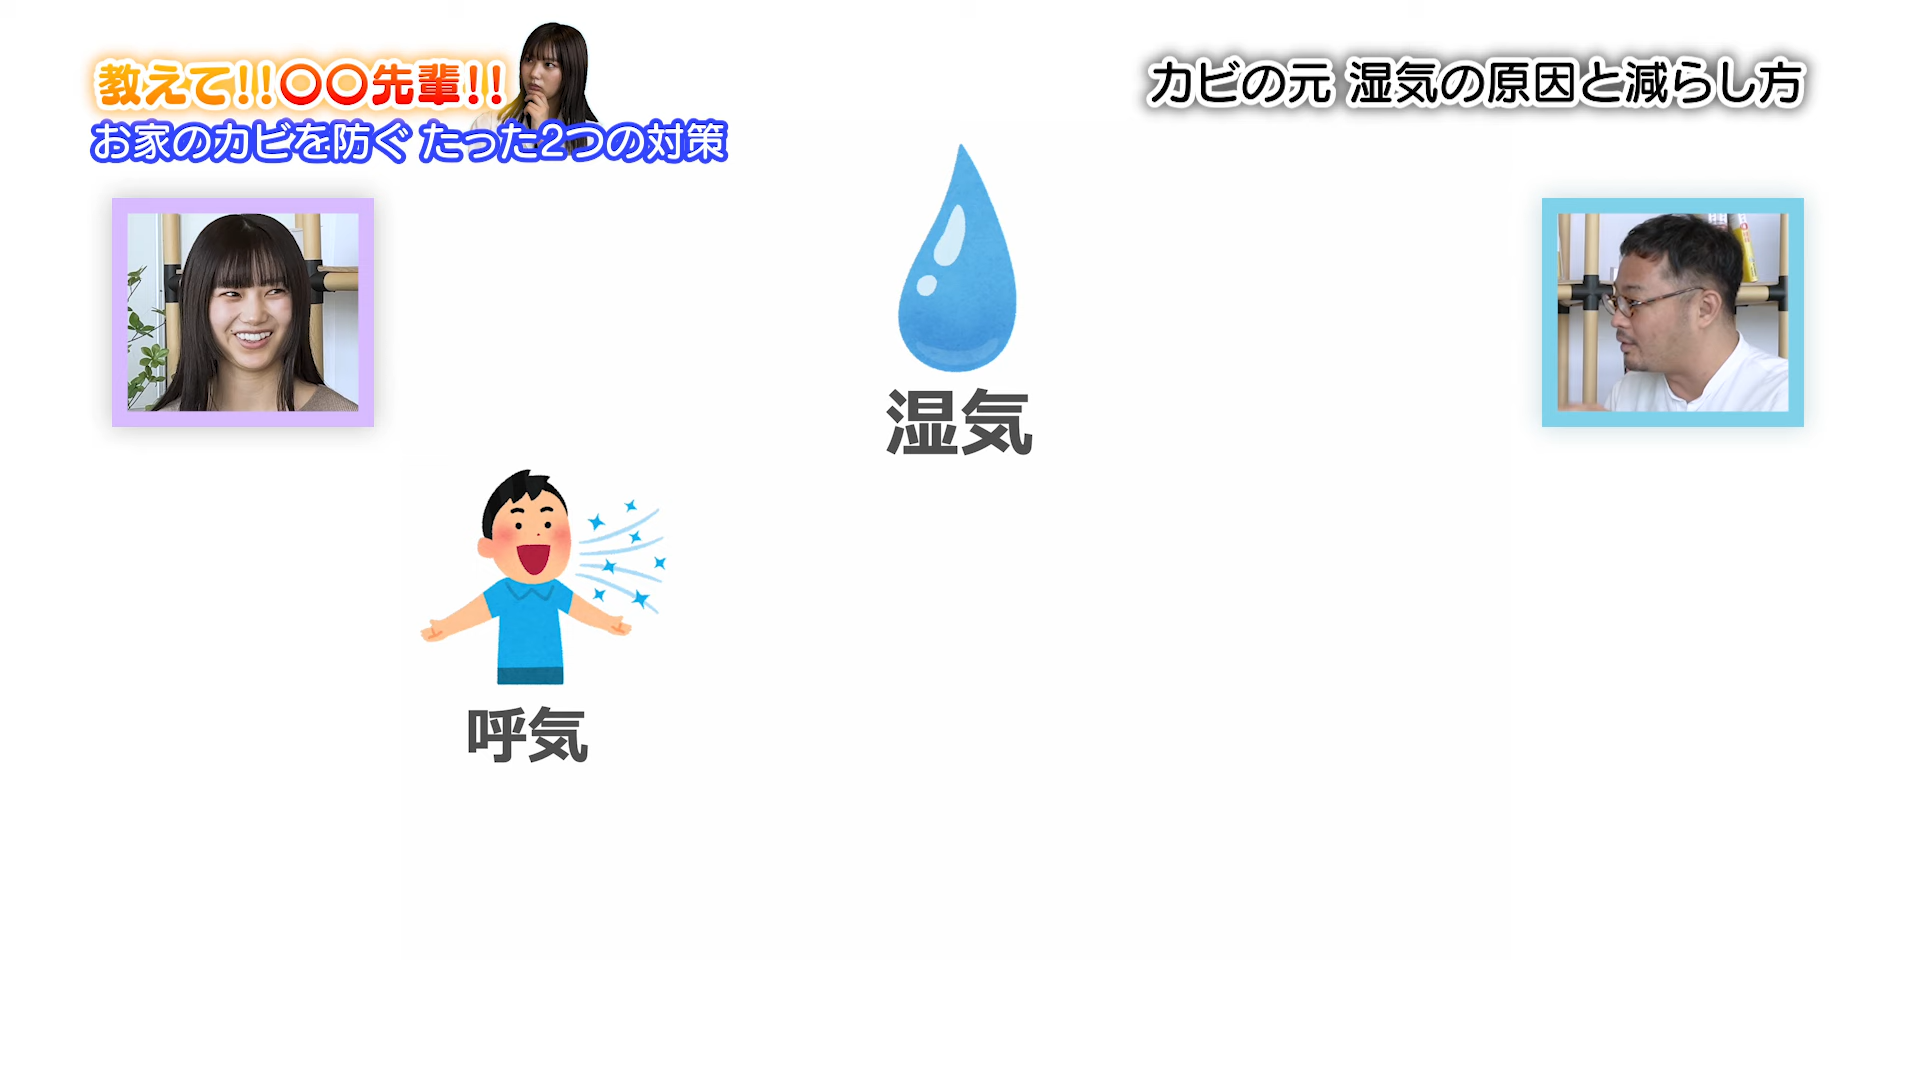 教えて!!〇〇先輩!!
お家のカビを防ぐ たった2つの対策
カビの元 湿気の原因と減らし方
湿気
呼気